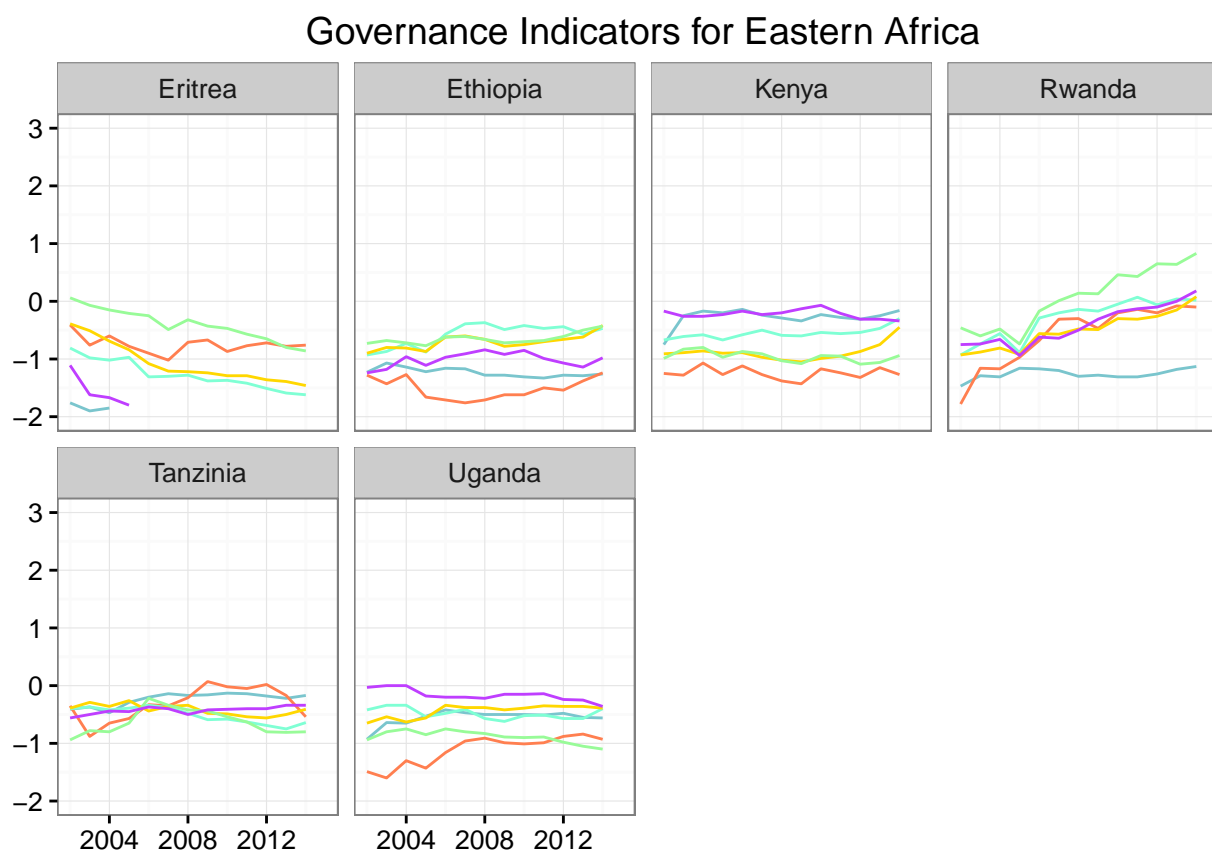 Governance Indicators for Eastern Africa
Eritrea
Ethiopia
Kenya
Rwanda
3
2
1
0
−1
−2
Tanzinia
Uganda
3
2
1
0
−1
−2
2004 2008 2012
2004 2008 2012